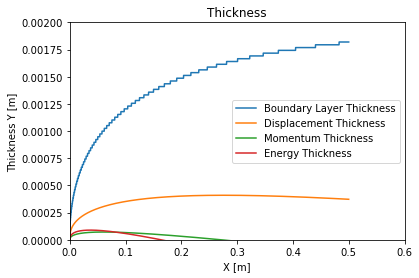 Thickness
0.00200
0.00175
0.00150
0.00125
0.00100
0.00075
0.00050
0.00025
0.00000
Thickness Y [m]
Boundary Layer Thickness
Displacement Thickness
Momentum Thickness
Energy Thickness
0.0 0.1 0.2 0.3 0.4 0.5 0.6
X [m]